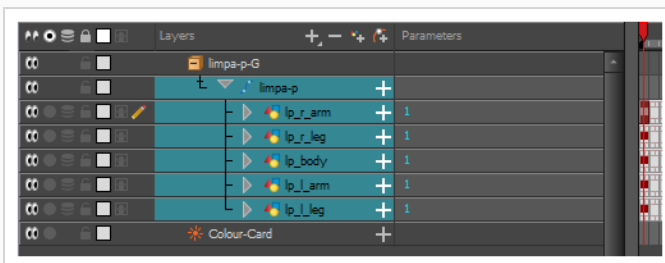 Layers Parameters
limpa-p-G
limpa-p
lp_r_arm 1
lp_r_leg 1
lp_body 1
lp_l_arm 1
lp_l_leg 1
Colour-Card